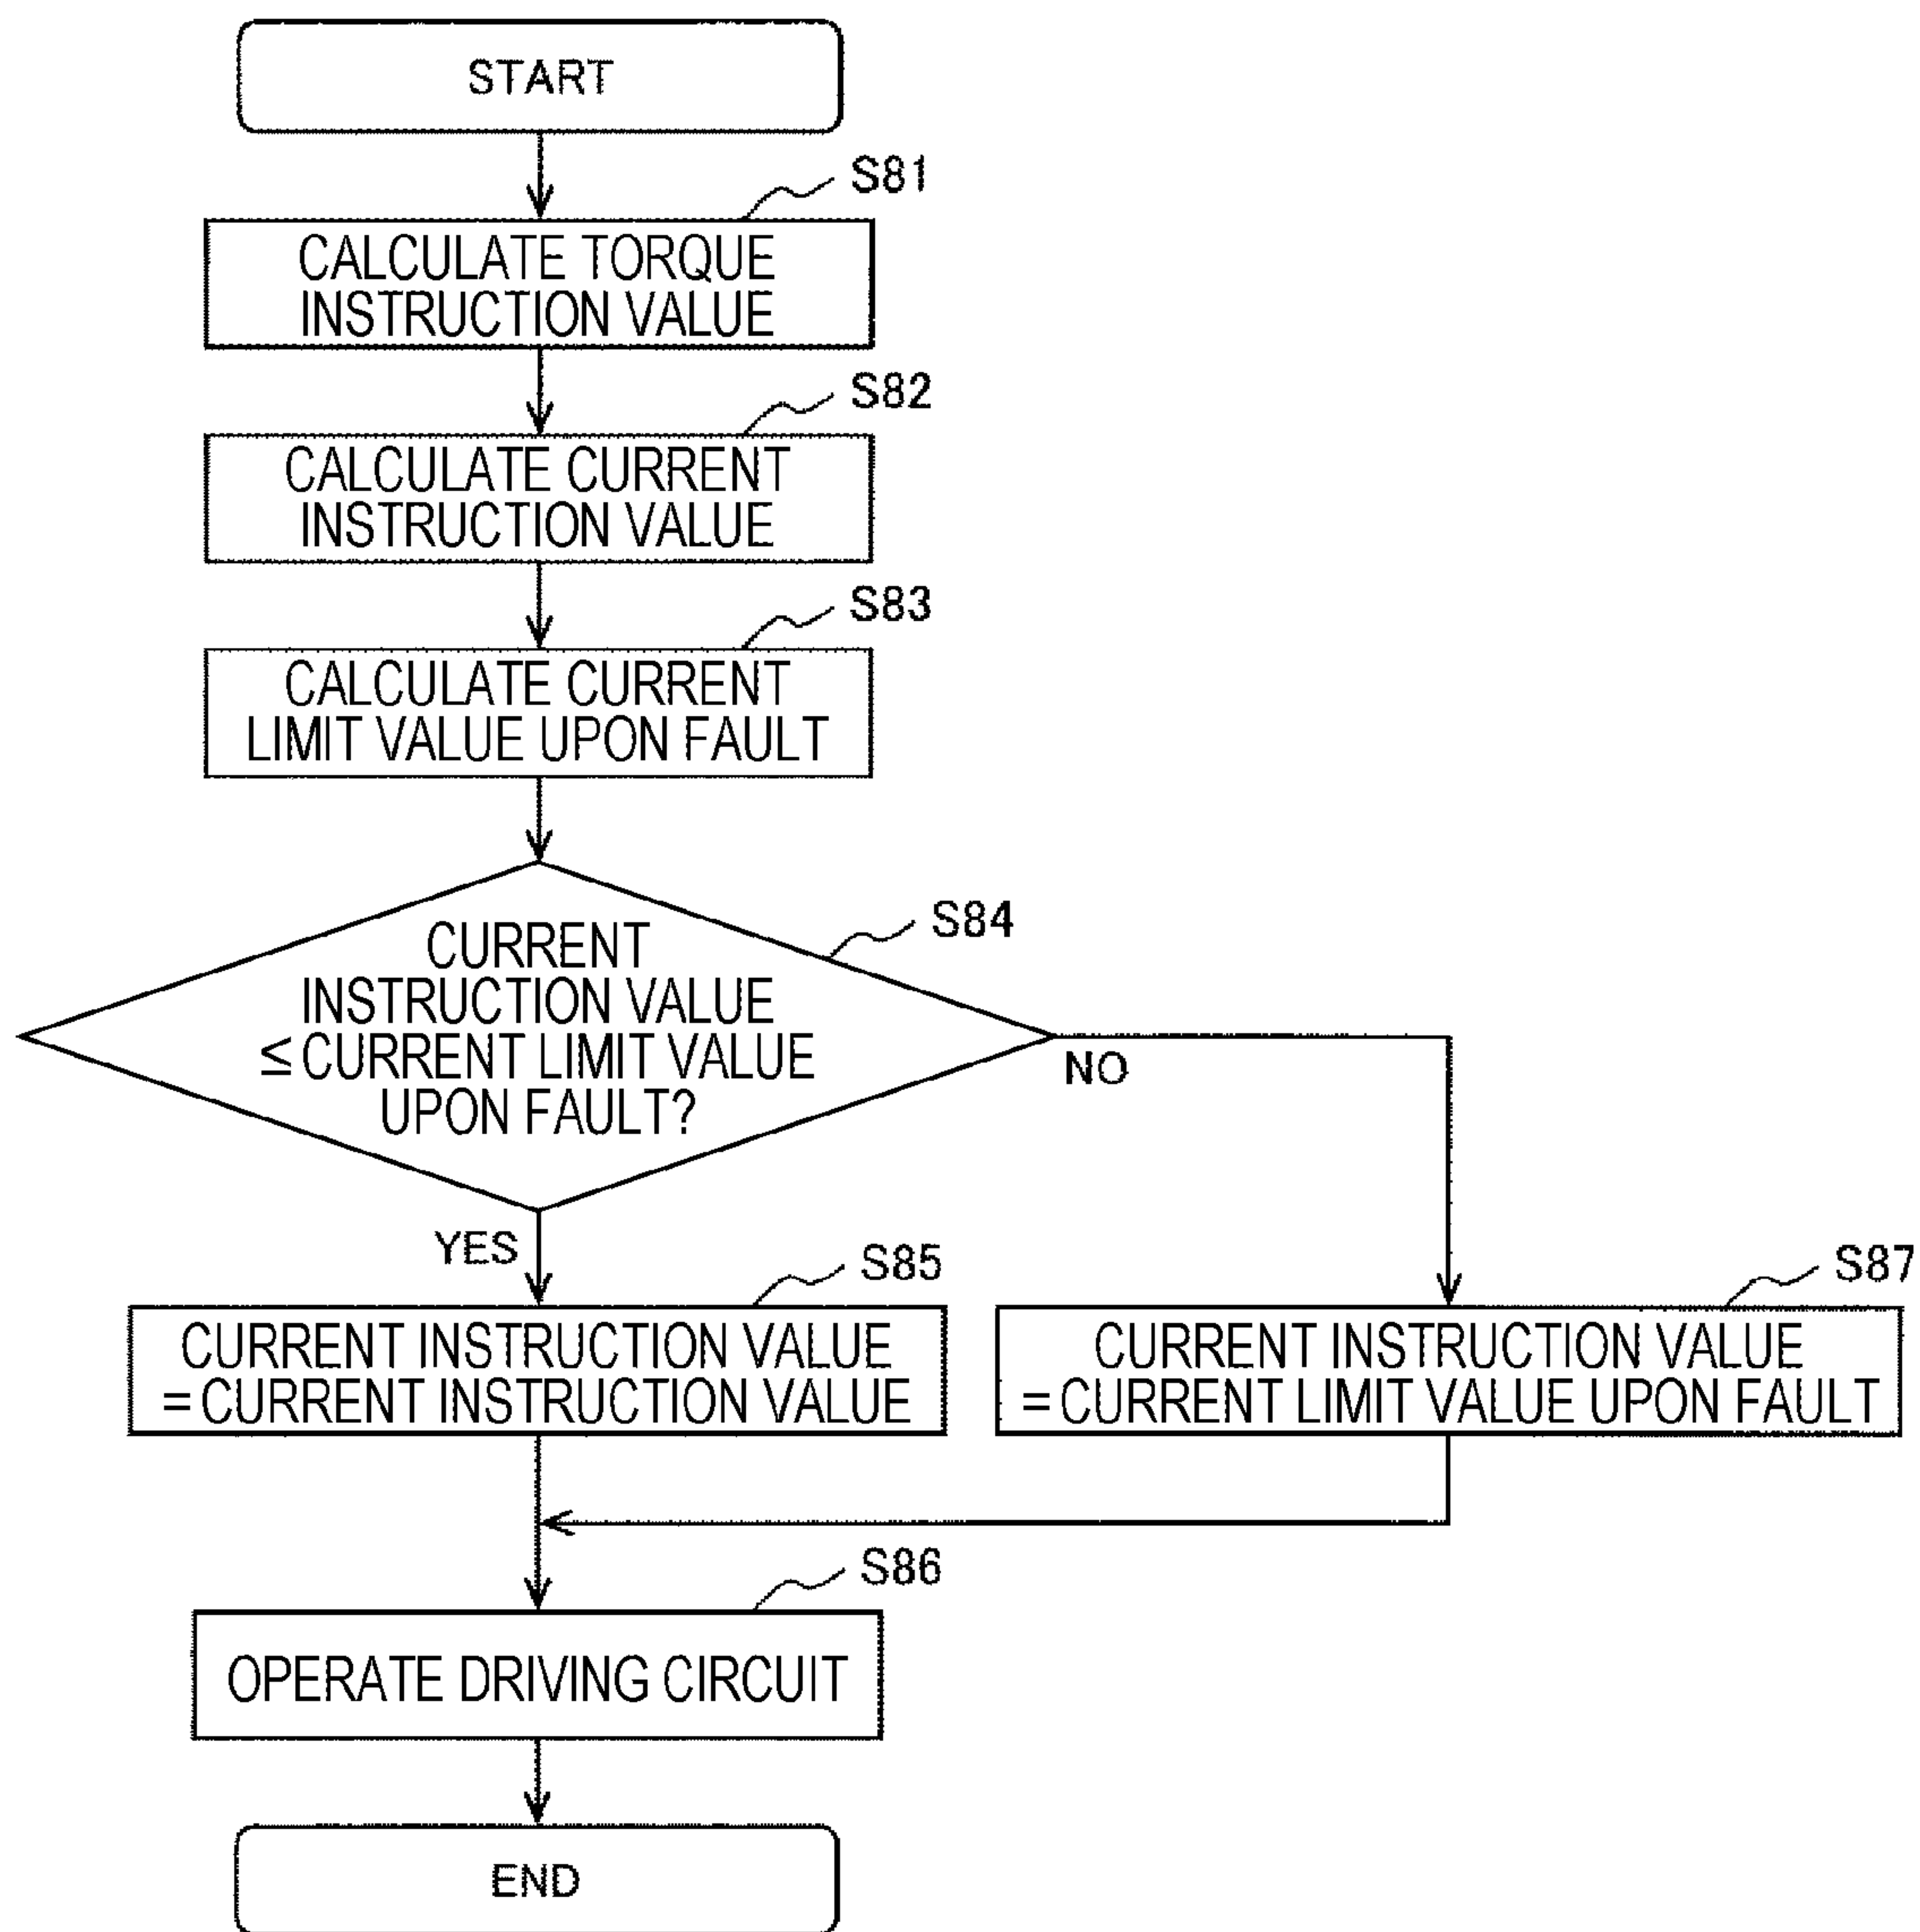 START
S81
CALCULATE TORQUE
INSTRUCTION VALUE
S82
CALCULATE CURRENT
INSTRUCTION VALUE
S83
CALCULATE CURRENT
LIMIT VALUE UPON FAULT
S84
CURRENT
INSTRUCTION VALUE
≤ CURRENT LIMIT VALUE
UPON FAULT?
NO
YES
S85
CURRENT INSTRUCTION VALUE
= CURRENT INSTRUCTION VALUE
S87
CURRENT INSTRUCTION VALUE
= CURRENT LIMIT VALUE UPON FAULT
S86
OPERATE DRIVING CIRCUIT
END